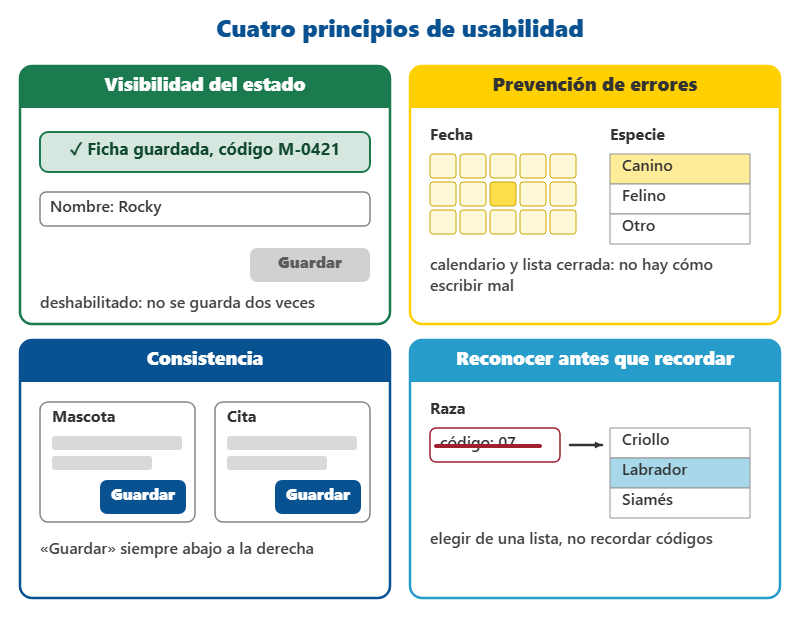 Cuatro principios de usabilidad
Visibilidad del estado
✓ Ficha guardada, código M-0421
Nombre: Rocky
Guardar
deshabilitado: no se guarda dos veces
Prevención de errores
Fecha
Especie
Canino
Felino
Otro
calendario y lista cerrada: no hay cómo
escribir mal
Consistencia
Mascota
Guardar
Cita
Guardar
«Guardar» siempre abajo a la derecha
Reconocer antes que recordar
Raza
código: 07
Criollo
Labrador
Siamés
elegir de una lista, no recordar códigos